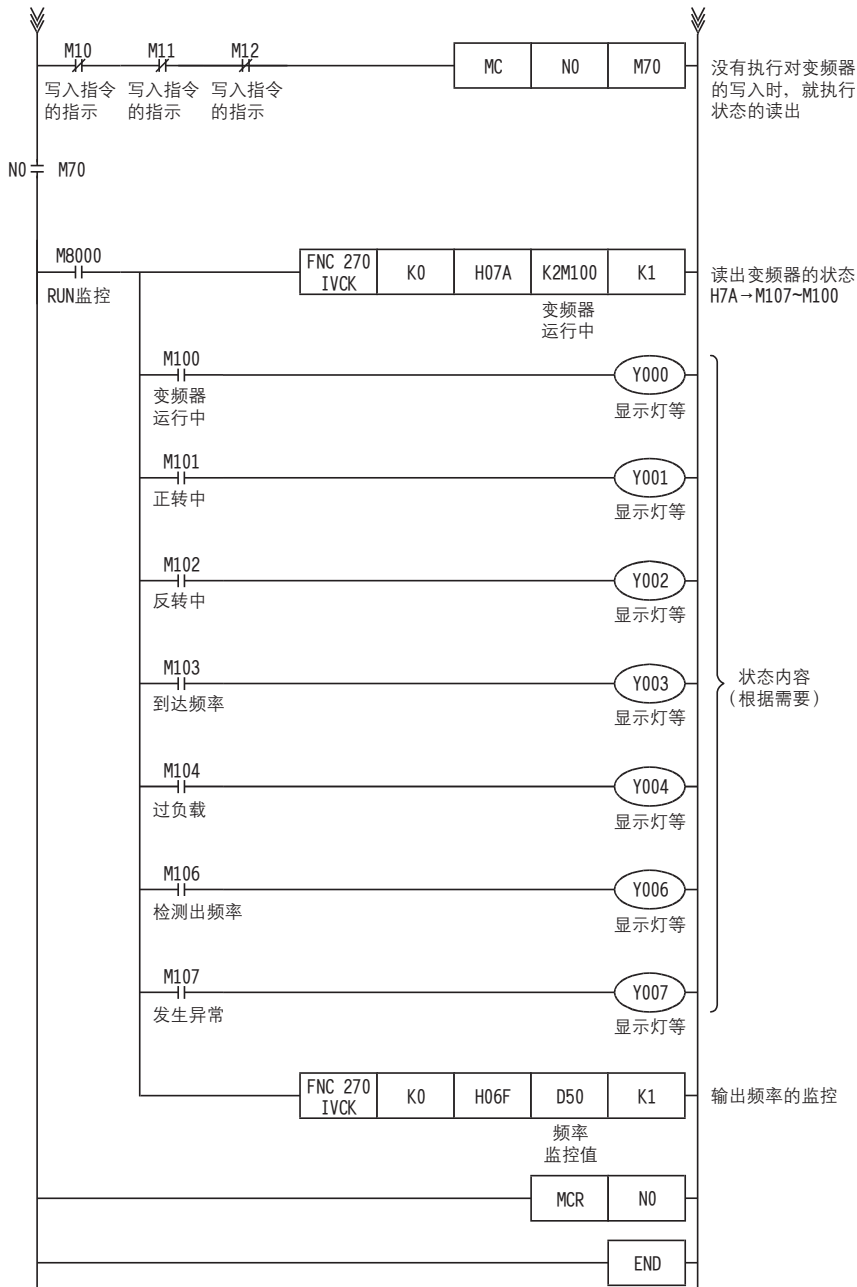 M10 M11 M12
MC N0 M70
写入指令 写入指令 写入指令
的指示 的指示 的指示
没有执行对变频器
的写入时，就执行
状态的读出
N0 M70
M8000
RUN监控
FNC 270
IVCK
K0 H07A K2M100 K1
变频器
运行中
读出变频器的状态
H7A→M107~M100
M100
变频器
运行中
Y000
显示灯等
M101
正转中
Y001
显示灯等
M102
反转中
Y002
显示灯等
M103
到达频率
Y003
显示灯等
状态内容
（根据需要）
M104
过负载
Y004
显示灯等
M106
检测出频率
Y006
显示灯等
M107
发生异常
Y007
显示灯等
FNC 270
IVCK
K0 H06F D50 K1
频率
监控值
输出频率的监控
MCR N0
END